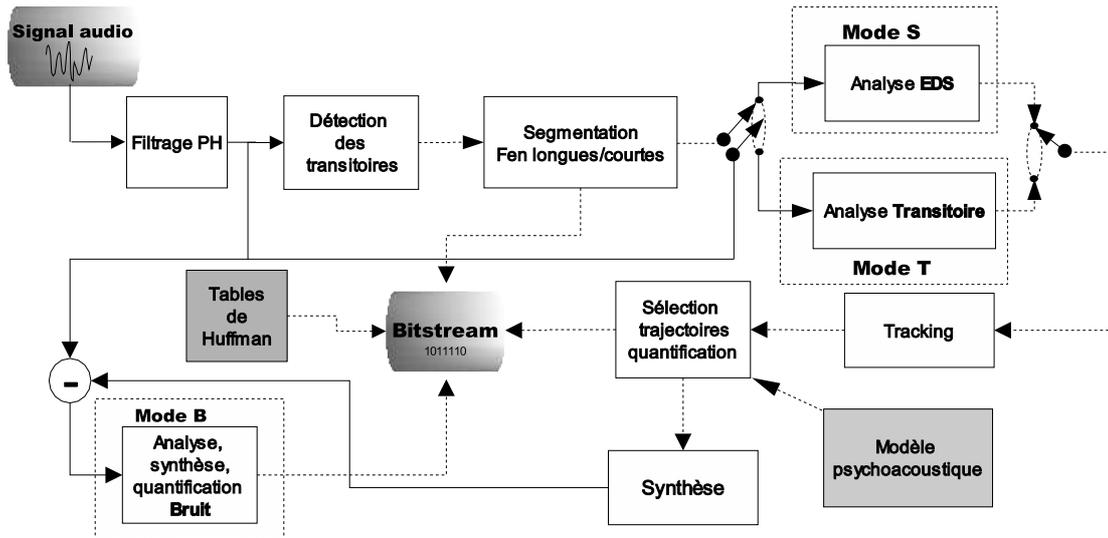 Signal audio
Filtrage PH
Détection
des
transitoires
Segmentation
Fen longues/courtes
Mode S
Analyse EDS
Analyse Transitoire
Mode T
Tables
de
Huffman
Bitstream
1011110
Sélection
trajectoires
quantification
Tracking
-
Mode B
Analyse,
synthèse,
quantification
Bruit
Synthèse
Modèle
psychoacoustique